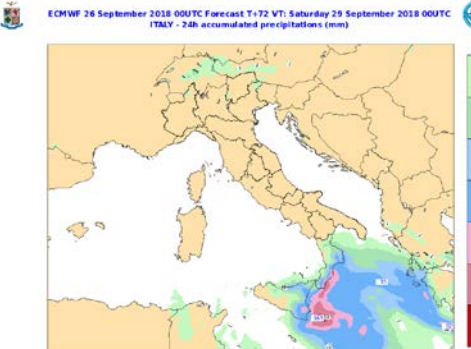 ECMWF 26 September 2018 00UTC Forecast T+72 VT: Saturday 29 September 2018 00UTC
ITALY - 24h accumulated precipitations (mm)